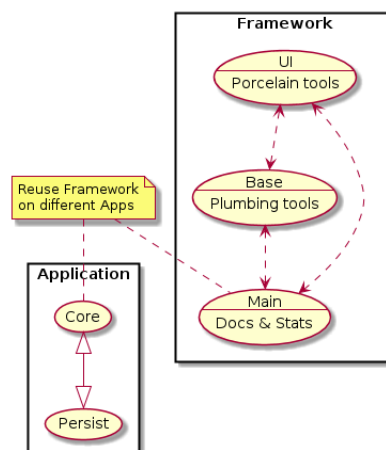 Framework
UI
Porcelain tools
Base
Plumbing tools
Reuse Framework
on different Apps
Application
Main
Docs & Stats
Core
Persist